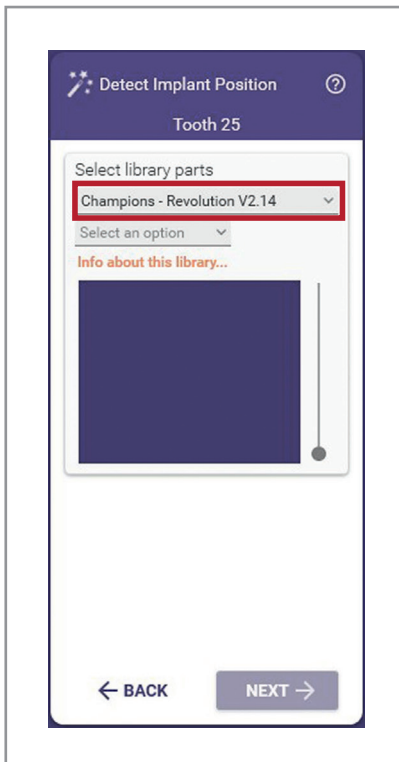 Detect Implant Position
Tooth 25
Select library parts
Champions - Revolution V2.14
Select an option
Info about this library...
BACK
NEXT